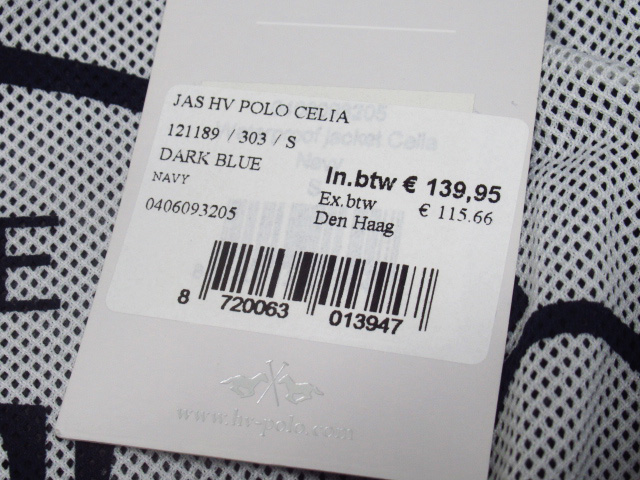 JAS HV POLO CELIA
121189 / 303 / S
DARK BLUE
NAVY
0406093205
In.btw € 139,95
Ex.btw € 115.66
Den Haag
8 720063 013947
www.hv-polo.com
E